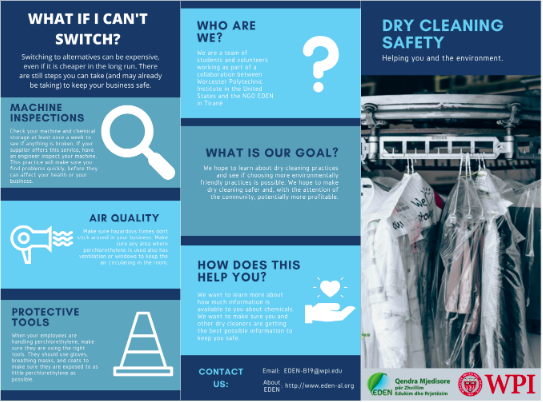 WHAT IF I CAN'T
SWITCH?
Switching to alternatives can be expensive,
even if it is cheaper in the long run. There
are still steps you can take (and may already
be taking) to keep your business safe.
MACHINE
INSPECTIONS
Check your machine and chemical
storage at least once a week to
see if anything is broken. If your
supplier offers this service, have
an engineer inspect your machine.
This practice will make sure you
find problems quickly, before they
can affect your health or your
business.
AIR QUALITY
Make sure hazardous fumes don't
stick around in your business. Make
sure any area where
perchlorethylene is used also has
ventilation or windows to keep the
air circulating in the room.
PROTECTIVE
TOOLS
When your employees are
handling perchlorethylene, make
sure they are using the right
tools. They should use gloves,
breathing masks, and coats to
make sure they are exposed to as
little perchlorethylene as
possible.
WHO ARE
WE?
We are a team of
students and volunteers
working as part of a
collaboration between
Worcester Polytechnic
Institute in the United
States and the NGO EDEN
in Tiranë
WHAT IS OUR GOAL?
We hope to learn about dry cleaning practices
and see if choosing more environmentally
friendly practices is possible. We hope to make
dry cleaning safer and, with the attention of
the community, potentially more profitable.
HOW DOES THIS
HELP YOU?
We want to learn more about
how much information is
available to you about chemicals.
We want to make sure you and
other dry cleaners are getting
the best possible information to
keep you safe.
CONTACT
US:
Email: EDEN-B19@wpi.edu
About
EDEN: http://www.eden-al.org
DRY CLEANING
SAFETY
Helping you and the environment.
EDEN
Qendra Mjedisore
për Zhvillim
Edukim dhe Rrjetizim
WPI